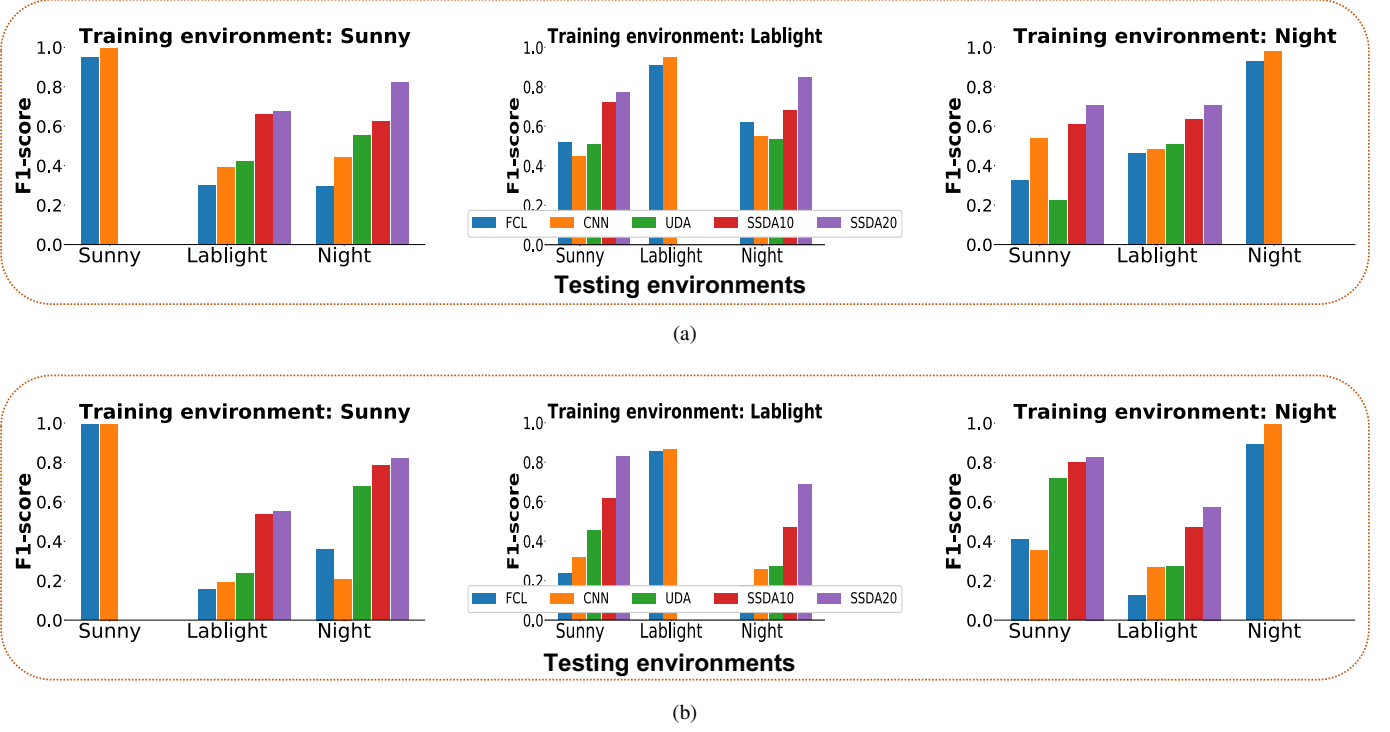 Training environment: Sunny
F1-score
1.0
0.8
0.6
0.4
0.2
0.0
Sunny Lablight Night
Training environment: Lablight
F1-score
1.0
0.8
0.6
0.4
0.2
0.0
FCL CNN UDA SSDA10 SSDA20
Sunny Lablight Night
Testing environments
Training environment: Night
F1-score
1.0
0.8
0.6
0.4
0.2
0.0
Sunny Lablight Night
(a)
Training environment: Sunny
F1-score
1.0
0.8
0.6
0.4
0.2
0.0
Sunny Lablight Night
Training environment: Lablight
F1-score
1.0
0.8
0.6
0.4
0.2
0.0
FCL CNN UDA SSDA10 SSDA20
Sunny Lablight Night
Testing environments
Training environment: Night
F1-score
1.0
0.8
0.6
0.4
0.2
0.0
Sunny Lablight Night
(b)